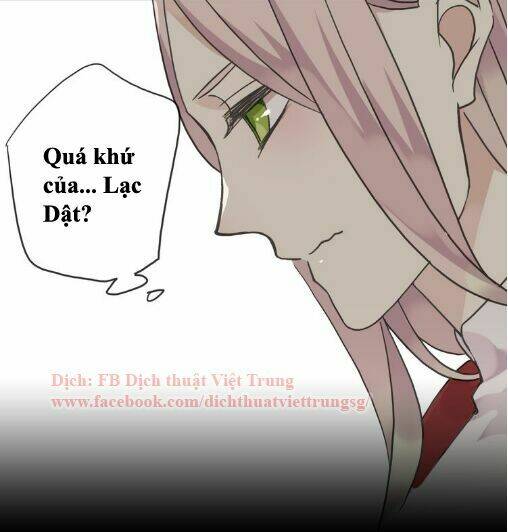 Quá khứ
của... Lạc
Dật?
Dịch: FB Dịch thuật Việt Trung
www.facebook.com/dichthuatviettrungsg/